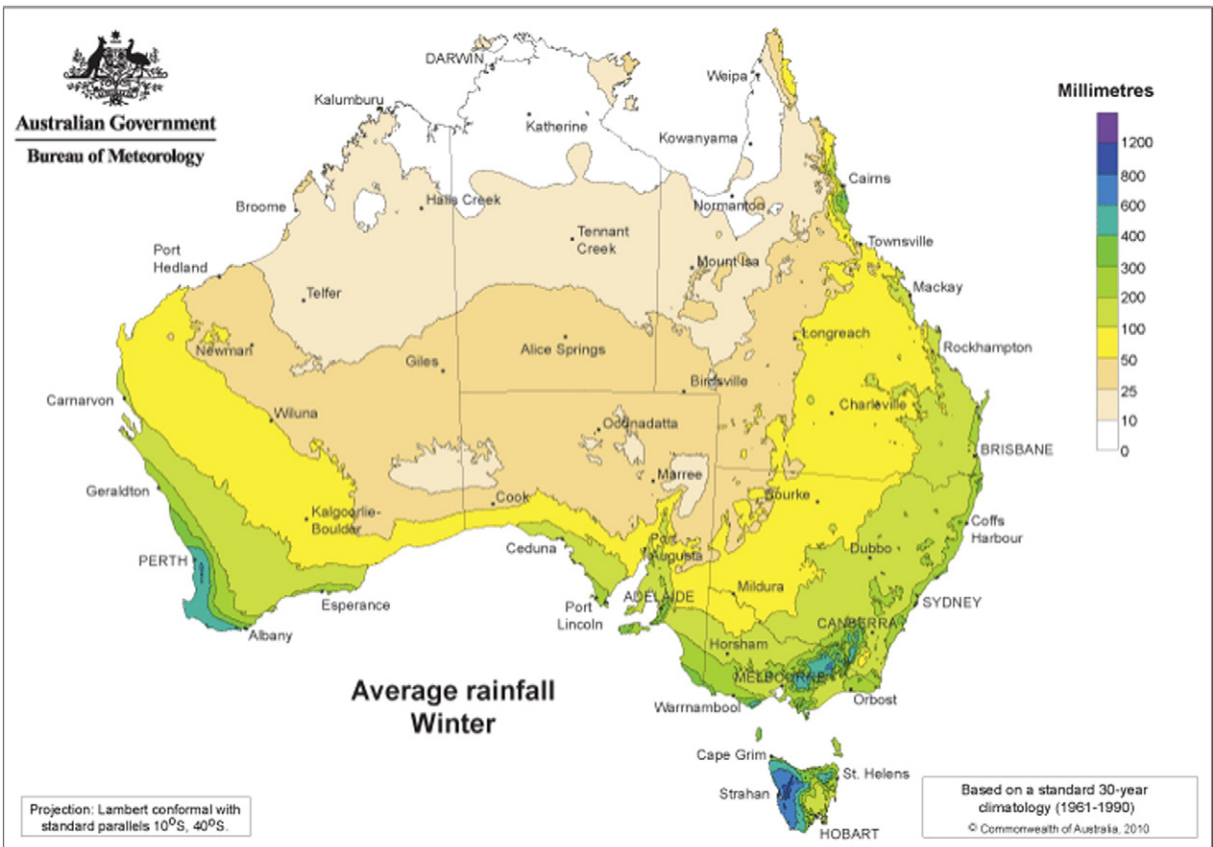 Australian Government
Bureau of Meteorology
DARWIN
Weipa
Kalumburu
Katherine
Kowanyama
Cairns
Broome
Halls Creek
Normanton
Tennant
Creek
Townsville
Port
Hedland
Mount Isa
Mackay
Telfer
Longreach
Newman
Alice Springs
Rockhampton
Giles
Birdsville
Carnarvon
Wiluna
Charleville
Oodnadatta
BRISBANE
Marree
Geraldton
Cook
Bourke
Kalgoorlie-
Boulder
Coffs
Harbour
Ceduna
Port
Augusta
Dubbo
PERTH
Mildura
ADELAIDE
SYDNEY
Esperance
Port
Lincoln
CANBERRA
Albany
Horsham
MELBOURNE
Orbost
Warrnambool
Cape Grim
St. Helens
Strahan
HOBART
Millimetres
1200
800
600
400
300
200
100
50
25
10
0
Average rainfall
Winter
Projection: Lambert conformal with
standard parallels 10°S, 40°S.
Based on a standard 30-year
climatology (1961-1990)
© Commonwealth of Australia, 2010